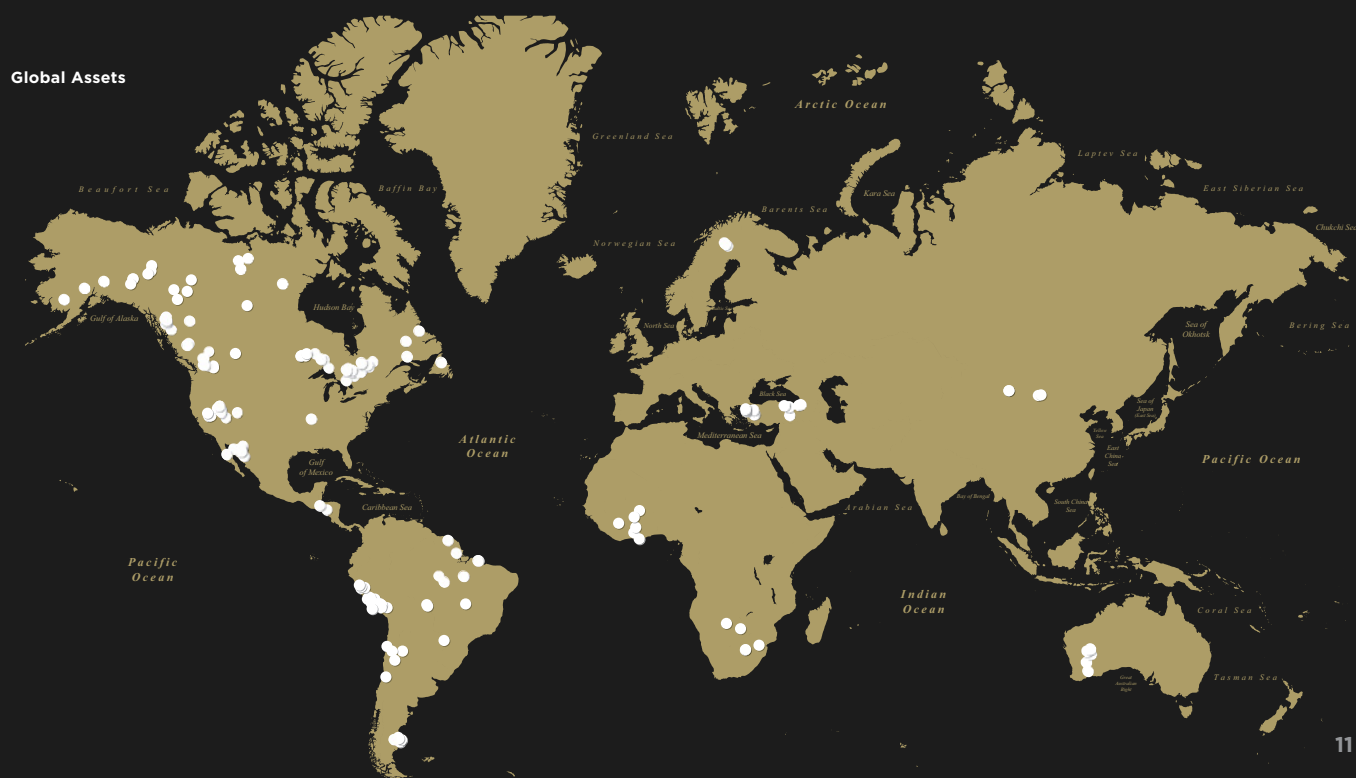 Global Assets
Arctic Ocean
Greenland Sea
Laptev Sea
Beaufort Sea
Baffin Bay
Kara Sea
East Siberian Sea
Barents Sea
Chukchi Sea
Norwegian Sea
Hudson Bay
Gulf of Alaska
North Sea
Sea of
Okhotsk
Bering Sea
Black Sea
Sea of
Japan
(East Sea)
Mediterranean Sea
Yellow
Sea
Atlantic
Ocean
East
China
Sea
Pacific Ocean
Gulf
of Mexico
Caribbean Sea
Arabian Sea
Bay of Bengal
South China
Sea
Pacific
Ocean
Indian
Ocean
Coral Sea
Great
Australian
Bight
Tasman Sea
11